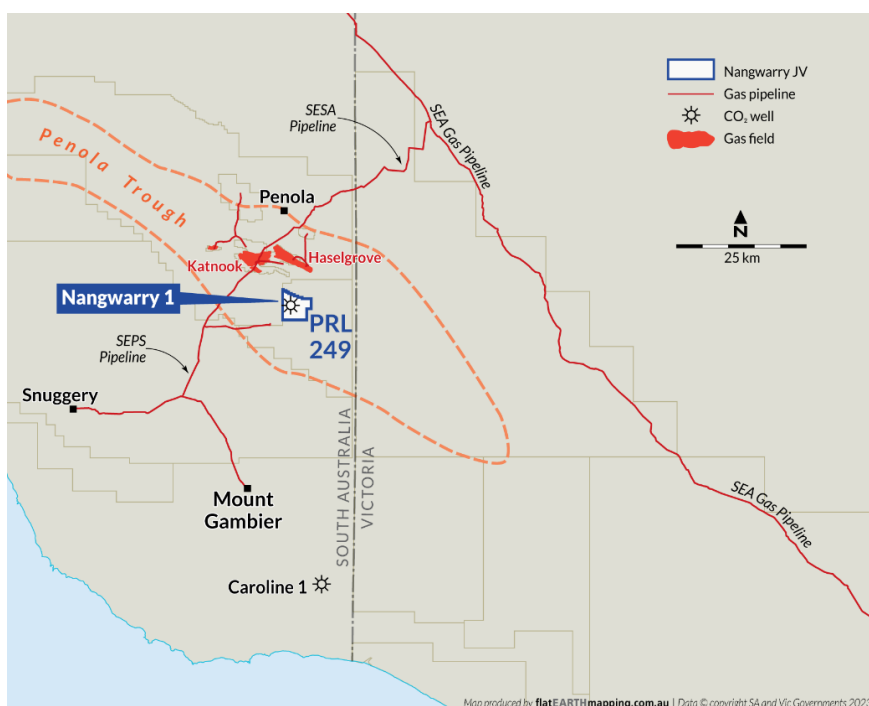 SESA
Pipeline
SEA Gas Pipeline
Nangwarry JV
Gas pipeline
CO₂ well
Gas field
Penola Trough
Penola
N
25 km
Katnook
Haselgrove
Nangwarry 1
PRL
249
SEPS
Pipeline
Snuggery
SOUTH AUSTRALIA
VICTORIA
Mount
Gambier
SEA Gas Pipeline
Caroline 1
Map produced by flatEARTHmapping.com.au | Data © copyright SA and Vic Governments 2023